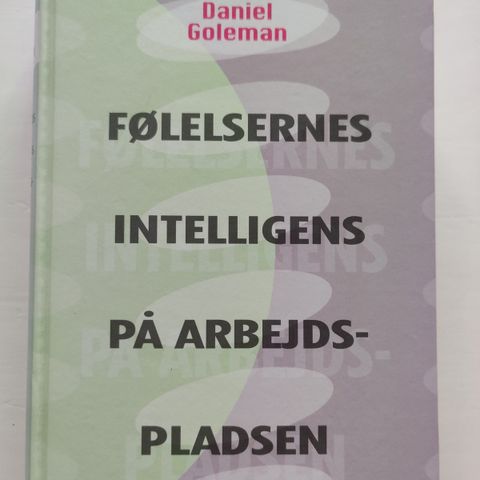 Daniel
Goleman
FØLELSERNES
INTELLIGENS
PÅ ARBEJDS-
PLADSEN